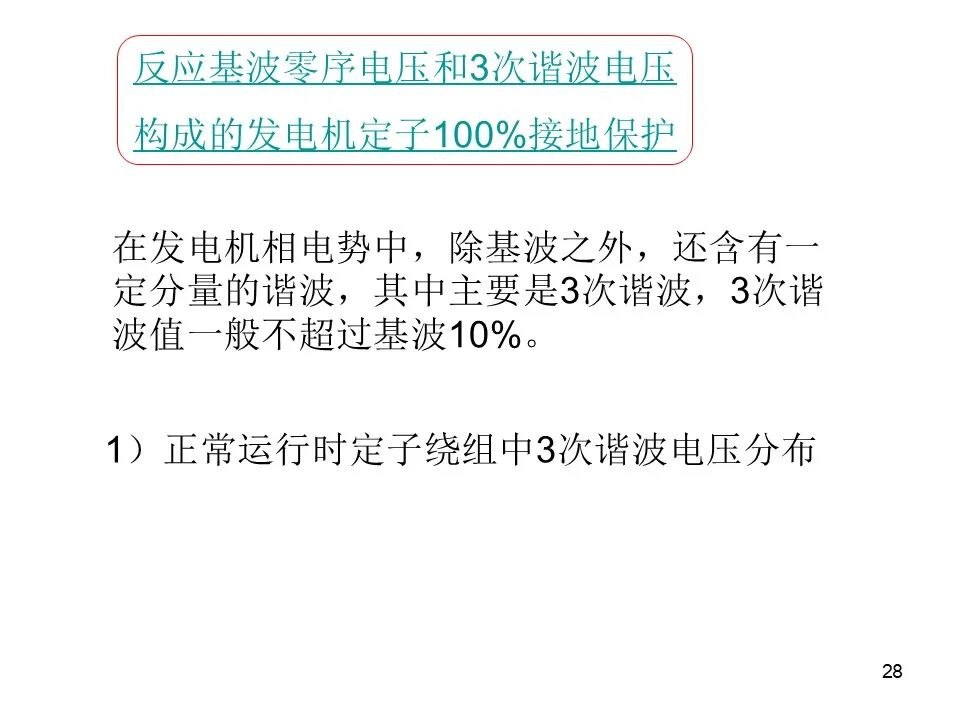 反应基波零序电压和3次谐波电压
构成的发电机定子100%接地保护
在发电机相电势中，除基波之外，还含有一
定分量的谐波，其中主要是3次谐波，3次谐
波值一般不超过基波10%。
1）正常运行时定子绕组中3次谐波电压分布
28